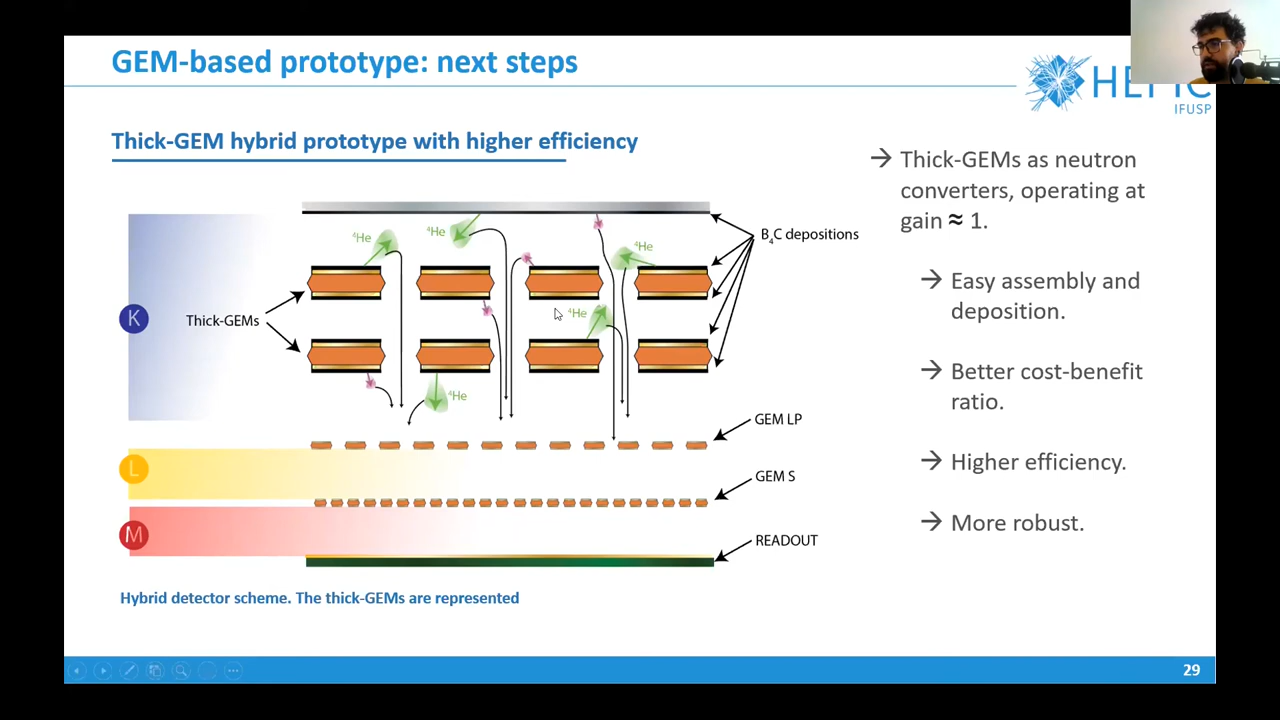 GEM-based prototype: next steps
IFUSP
Thick-GEM hybrid prototype with higher efficiency
→ Thick-GEMs as neutron
converters, operating at
gain ≈ 1.
→ Easy assembly and
deposition.
→ Better cost-benefit
ratio.
→ Higher efficiency.
→ More robust.
⁴He
⁴He
⁴He
B₄C depositions
K
Thick-GEMs
⁴He
⁴He
GEM LP
L
GEM S
M
READOUT
Hybrid detector scheme. The thick-GEMs are represented
29